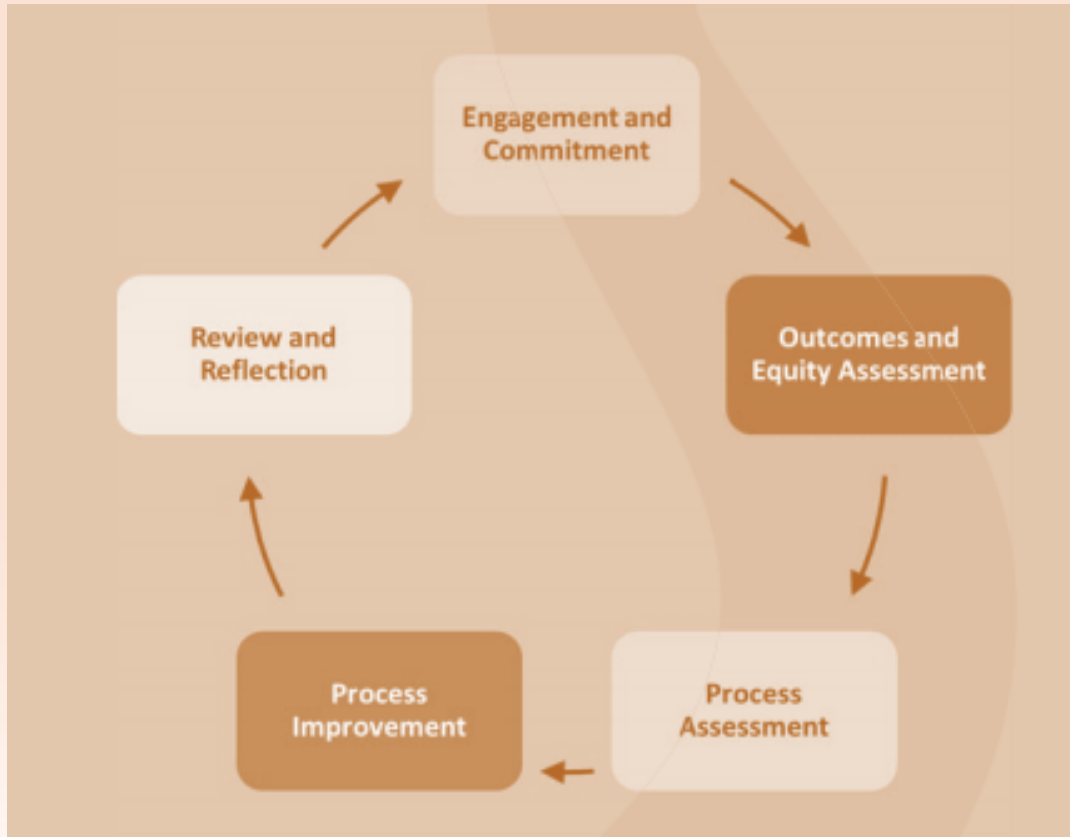 Engagement and
Commitment
Outcomes and
Equity Assessment
Process
Assessment
Process
Improvement
Review and
Reflection